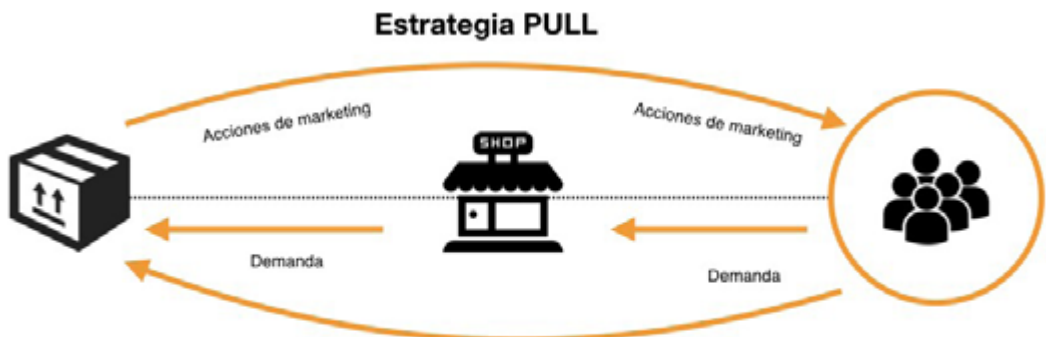 Estrategia PULL
Acciones de marketing
Acciones de marketing
SHOP
Demanda
Demanda